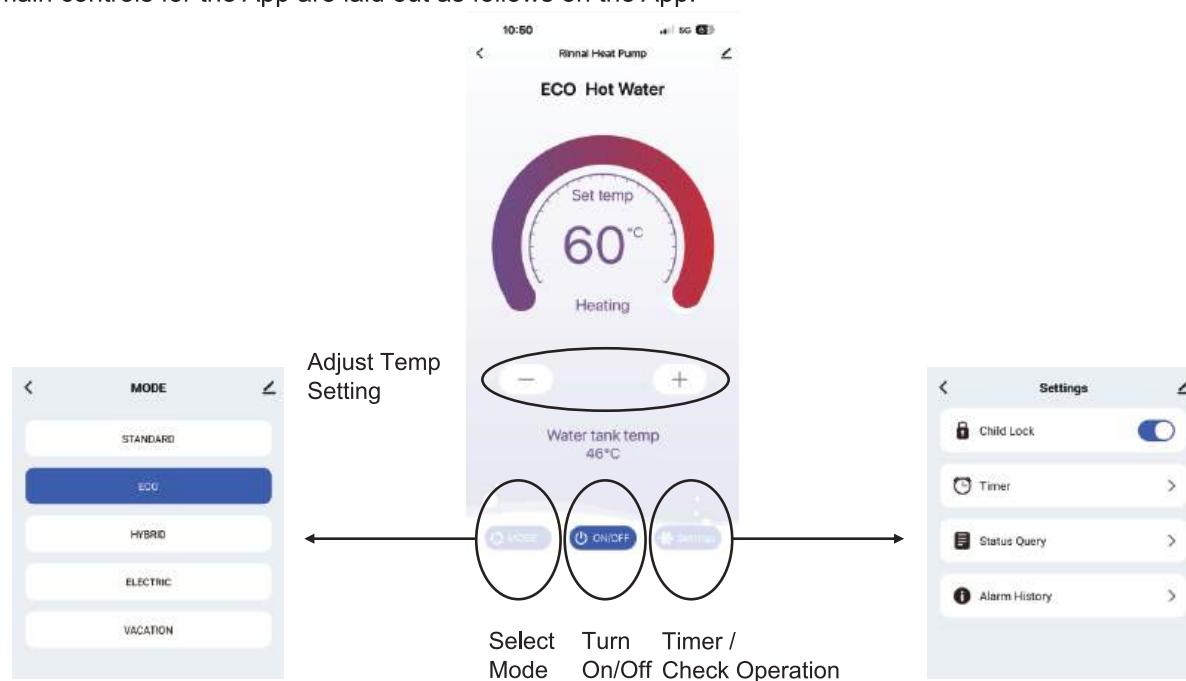 main controls for the App are laid out as follows on the App.
10:50 5G
Rinnai Heat Pump
ECO Hot Water
Set temp
60°C
Heating
Adjust Temp
Setting
− +
Water tank temp
46°C
MODE
ON/OFF
Settings
Select
Mode
Turn
On/Off
Timer /
Check Operation
MODE
STANDARD
ECO
HYBRID
ELECTRIC
VACATION
Settings
Child Lock
Timer
Status Query
Alarm History